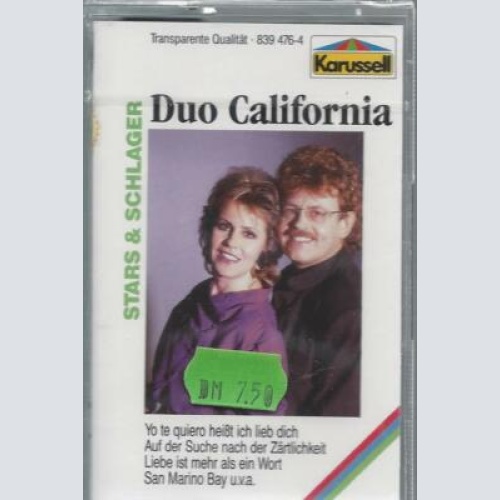 Transparente Qualität · 839 476-4
Karussell
Duo California
STARS & SCHLAGER
DM 7.50
Yo te quiero heißt ich lieb dich
Auf der Suche nach der Zärtlichkeit
Liebe ist mehr als ein Wort
San Marino Bay u.v.a.